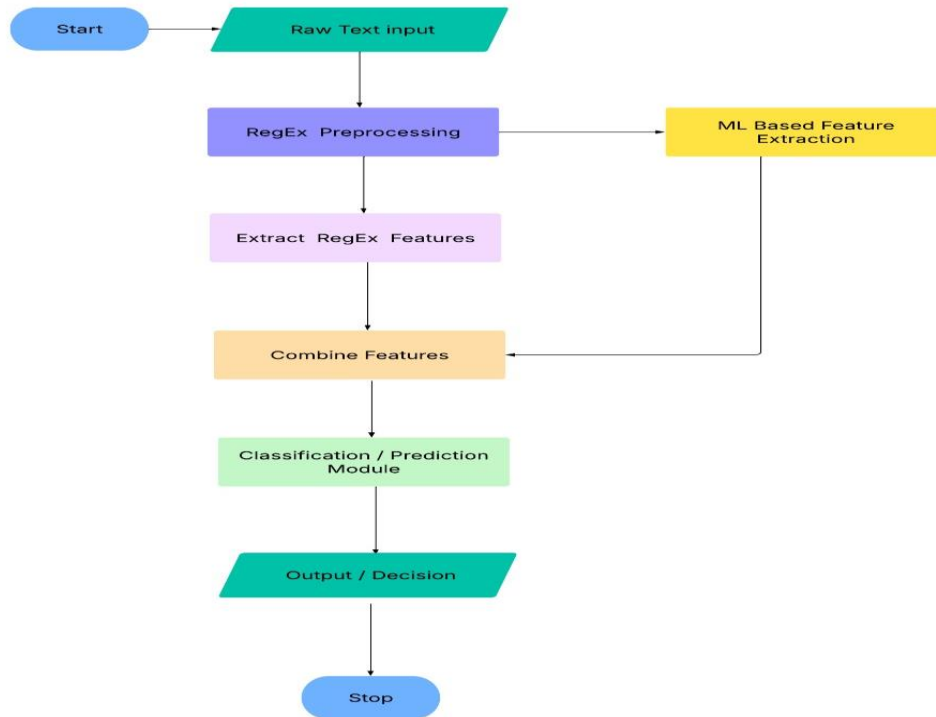 Start
Raw Text input
RegEx Preprocessing
ML Based Feature
Extraction
Extract RegEx Features
Combine Features
Classification / Prediction
Module
Output / Decision
Stop